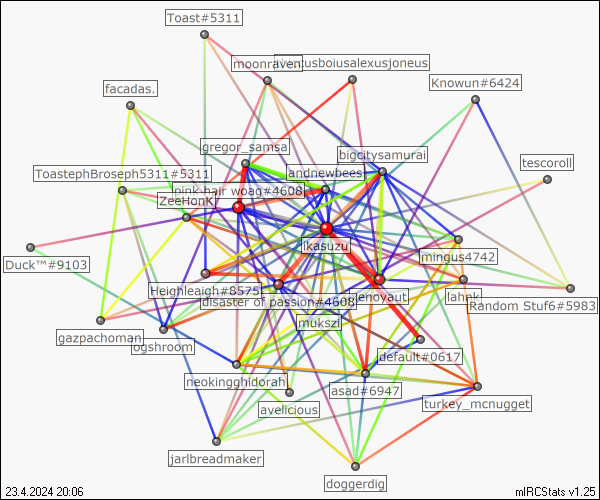 Toast#5311
moonraven
Knowun#6424
facadas.
gregor_samsa
bigcitysamurai
tescoroll
andnewbees
ToastephBroseph5311#5311
pink hair woag#4608
ZeeHonK
ikasuzu
mingus4742
Duck™#9103
Heighleaigh#8575
disaster of passion#4608
lenoyaut
lahnk
Random Stuf6#5983
mukszi
gazpachoman
ogshroom
default#0617
neokingghidorah
asad#6947
avelicious
turkey_mcnugget
jarlbreadmaker
doggerdig
23.4.2024 20:06
mIRCStats v1.25